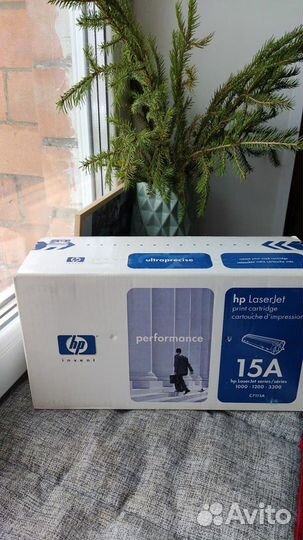 hp
ultraprecise
hp LaserJet
print cartridge
cartouche d'impression
hp
invent
performance
15A
hp LaserJet series/séries
1000 · 1200 · 3300
C7115A
Avito